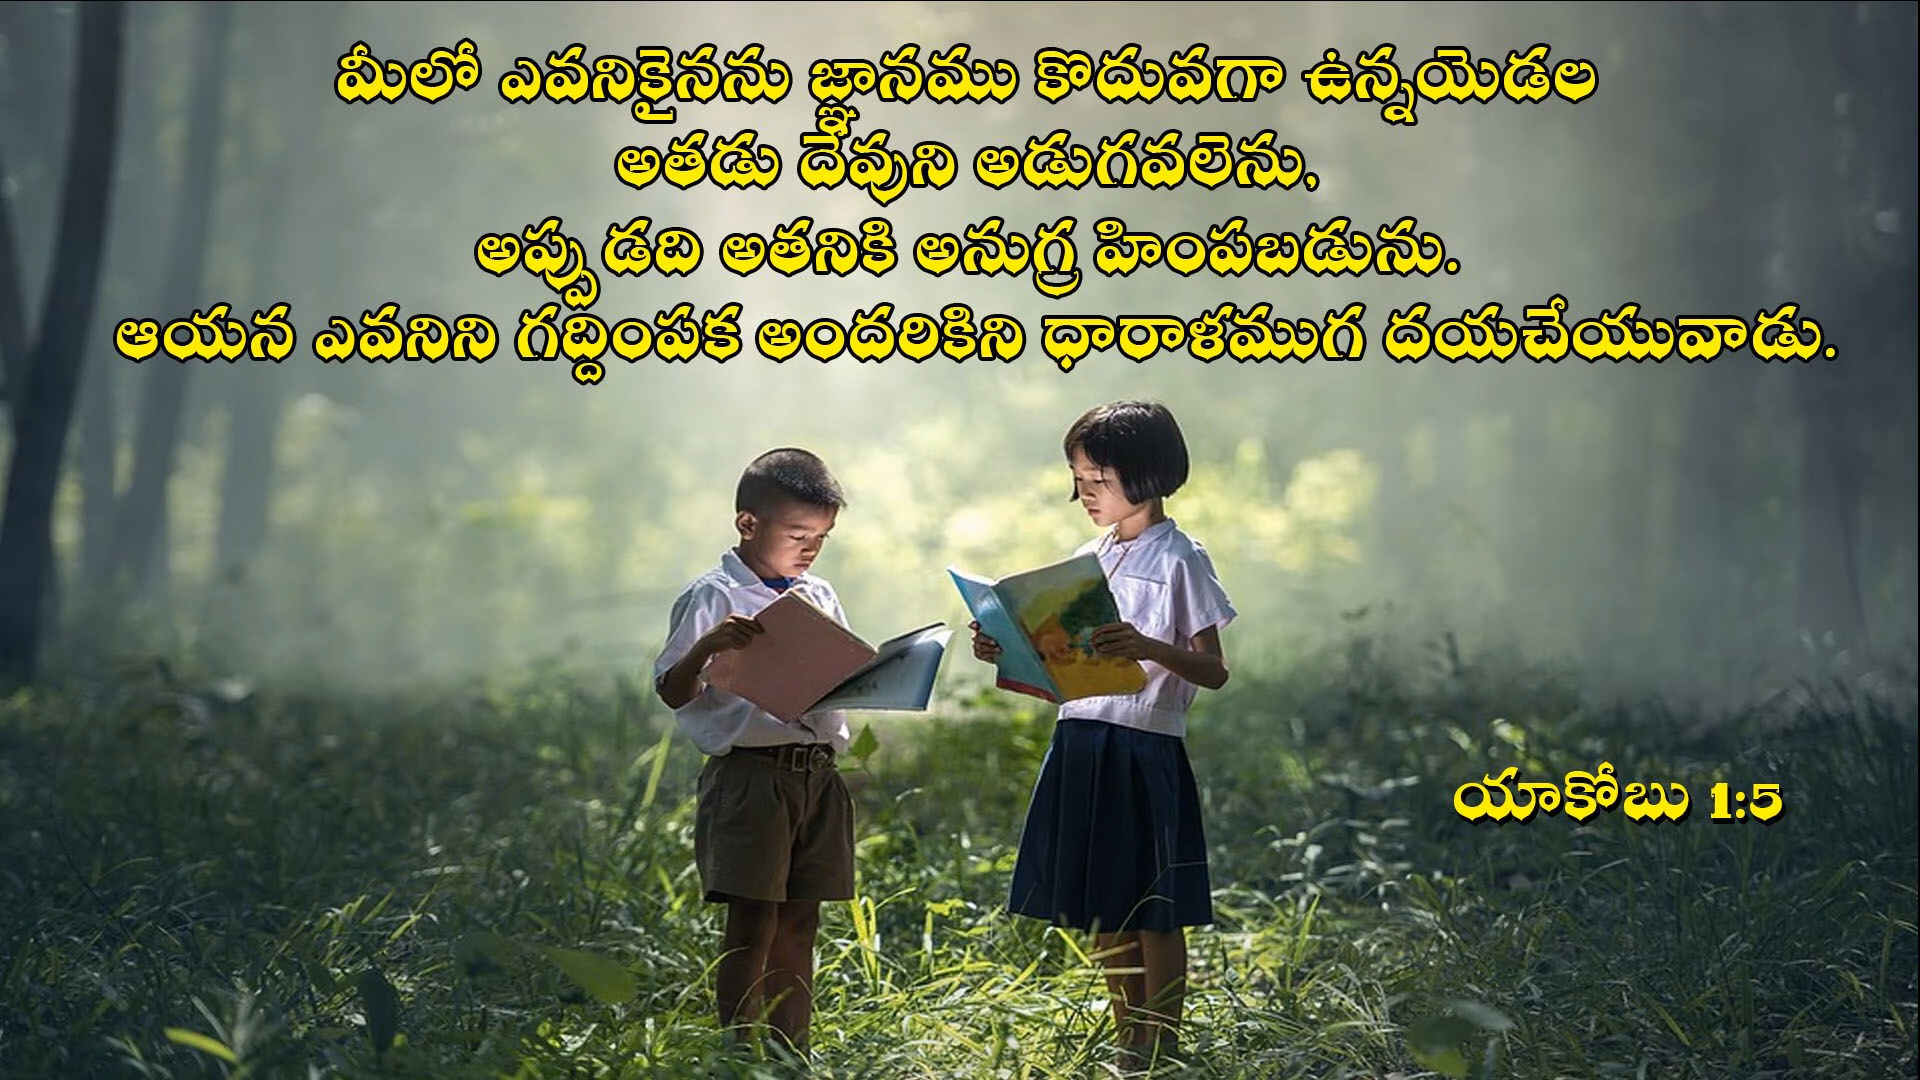 మీలో ఎవనికైనను జ్ఞానము కొదువగా ఉన్నయెడల
అతడు దేవుని అడుగవలెను,
అప్పు డది అతనికి అనుగ్ర హింపబడును.
ఆయన ఎవనిని గద్దింపక అందరికిని ధారాళముగ దయచేయువాడు.
యాకోబు 1:5